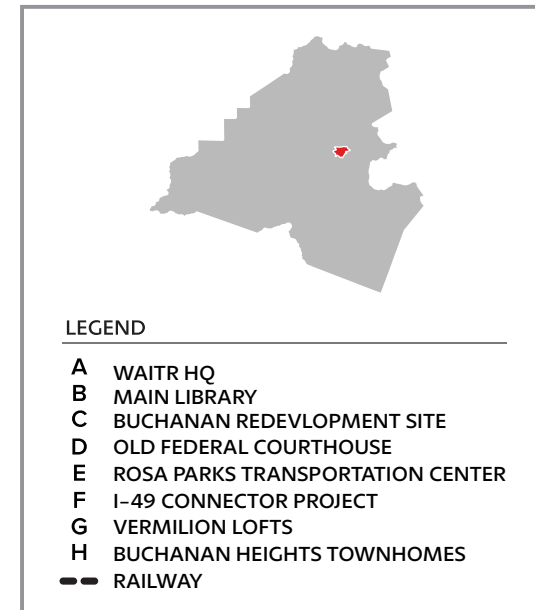 LEGEND
A WAITR HQ
B MAIN LIBRARY
C BUCHANAN REDEVLOPMENT SITE
D OLD FEDERAL COURTHOUSE
E ROSA PARKS TRANSPORTATION CENTER
F I-49 CONNECTOR PROJECT
G VERMILION LOFTS
H BUCHANAN HEIGHTS TOWNHOMES
RAILWAY